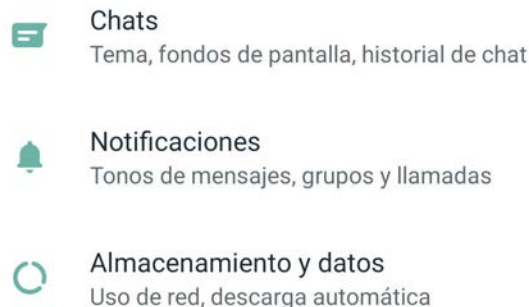 Chats
Tema, fondos de pantalla, historial de chat
Notificaciones
Tonos de mensajes, grupos y llamadas
Almacenamiento y datos
Uso de red, descarga automática